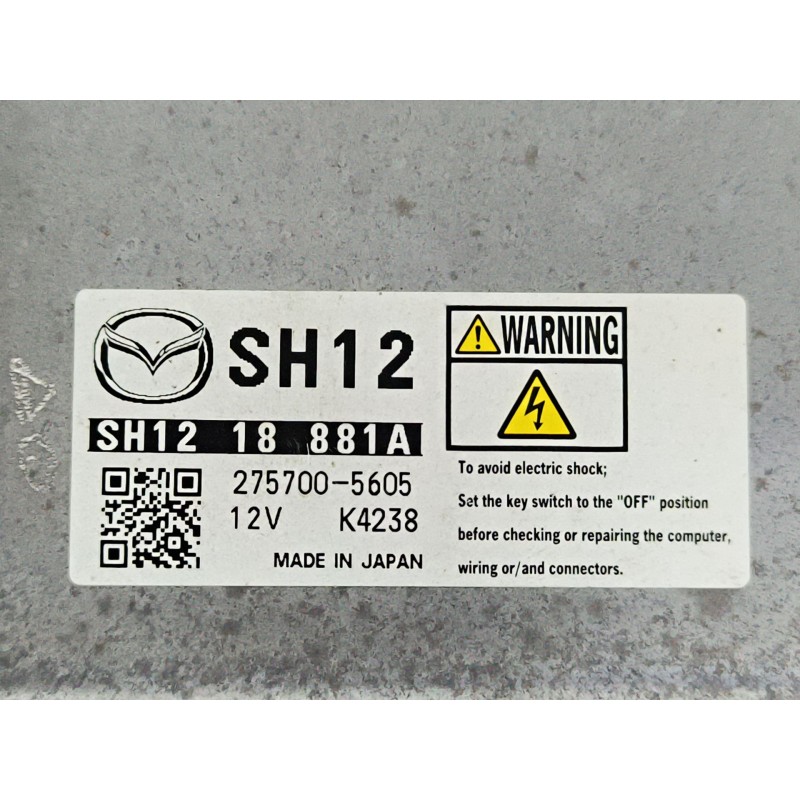 SH12
SH12 18 881A
275700-5605
12V K4238
MADE IN JAPAN
WARNING
To avoid electric shock;
Set the key switch to the "OFF" position
before checking or repairing the computer,
wiring or/and connectors.